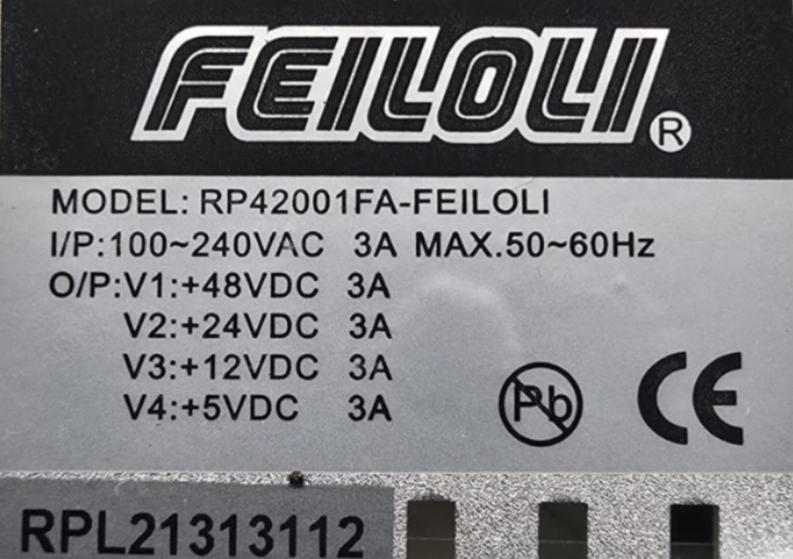 FEILOLI®
MODEL: RP42001FA-FEILOLI
I/P:100~240VAC 3A MAX.50~60Hz
O/P:V1:+48VDC 3A
V2:+24VDC 3A
V3:+12VDC 3A
V4:+5VDC 3A
Pb CE
RPL21313112